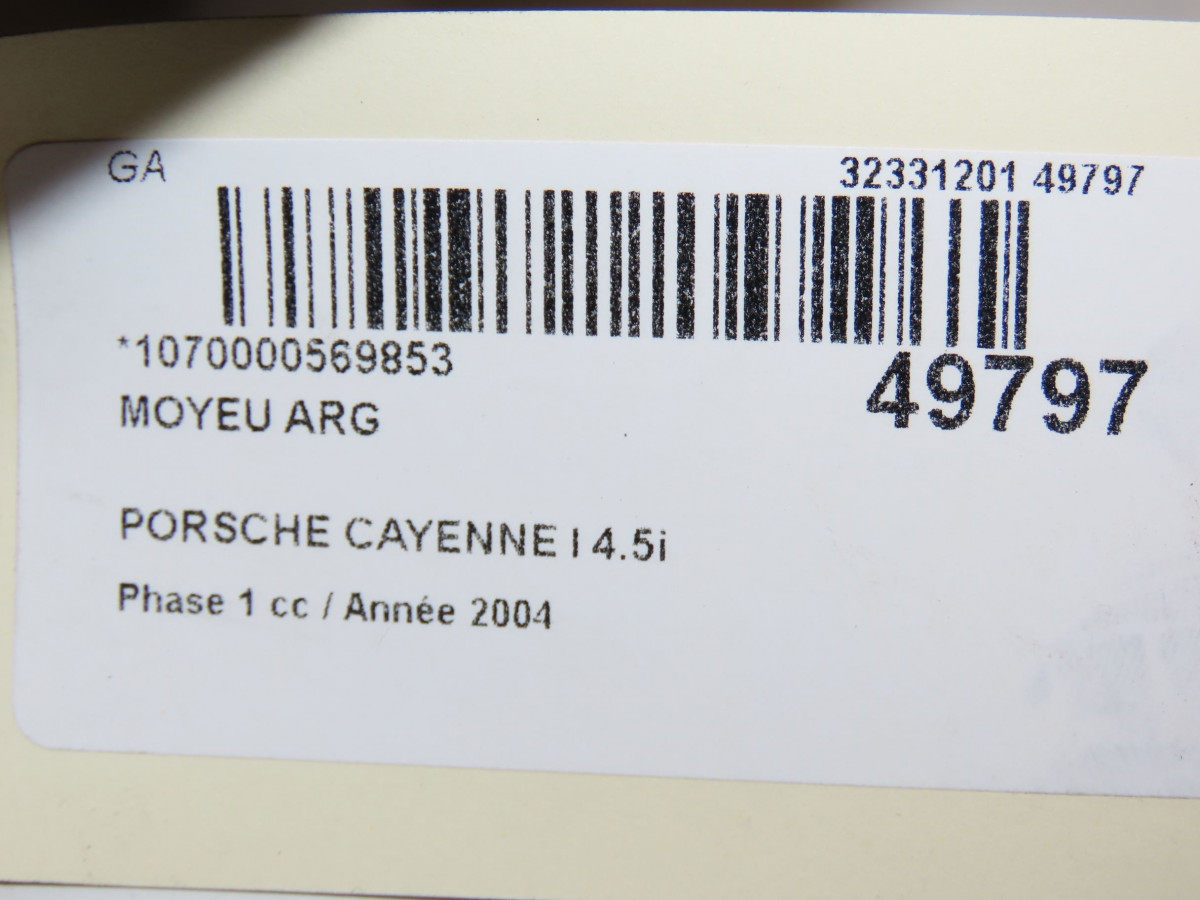 GA
32331201 49797
*1070000569853
49797
MOYEU ARG
PORSCHE CAYENNE I 4.5i
Phase 1 cc / Année 2004